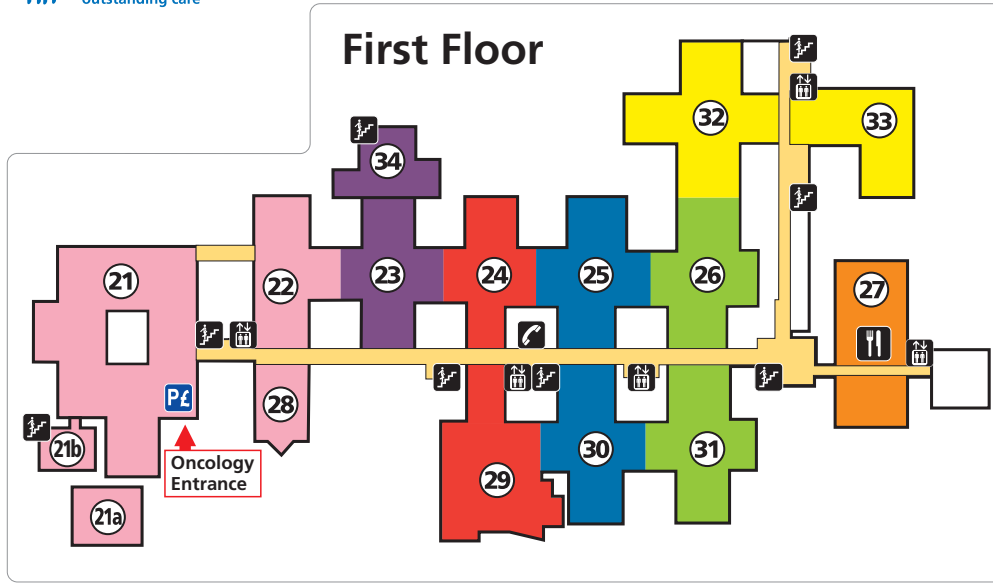 outstanding care
First Floor
32
33
34
21
22
23
24
25
26
27
28
P£
21b
Oncology
Entrance
29
30
31
21a